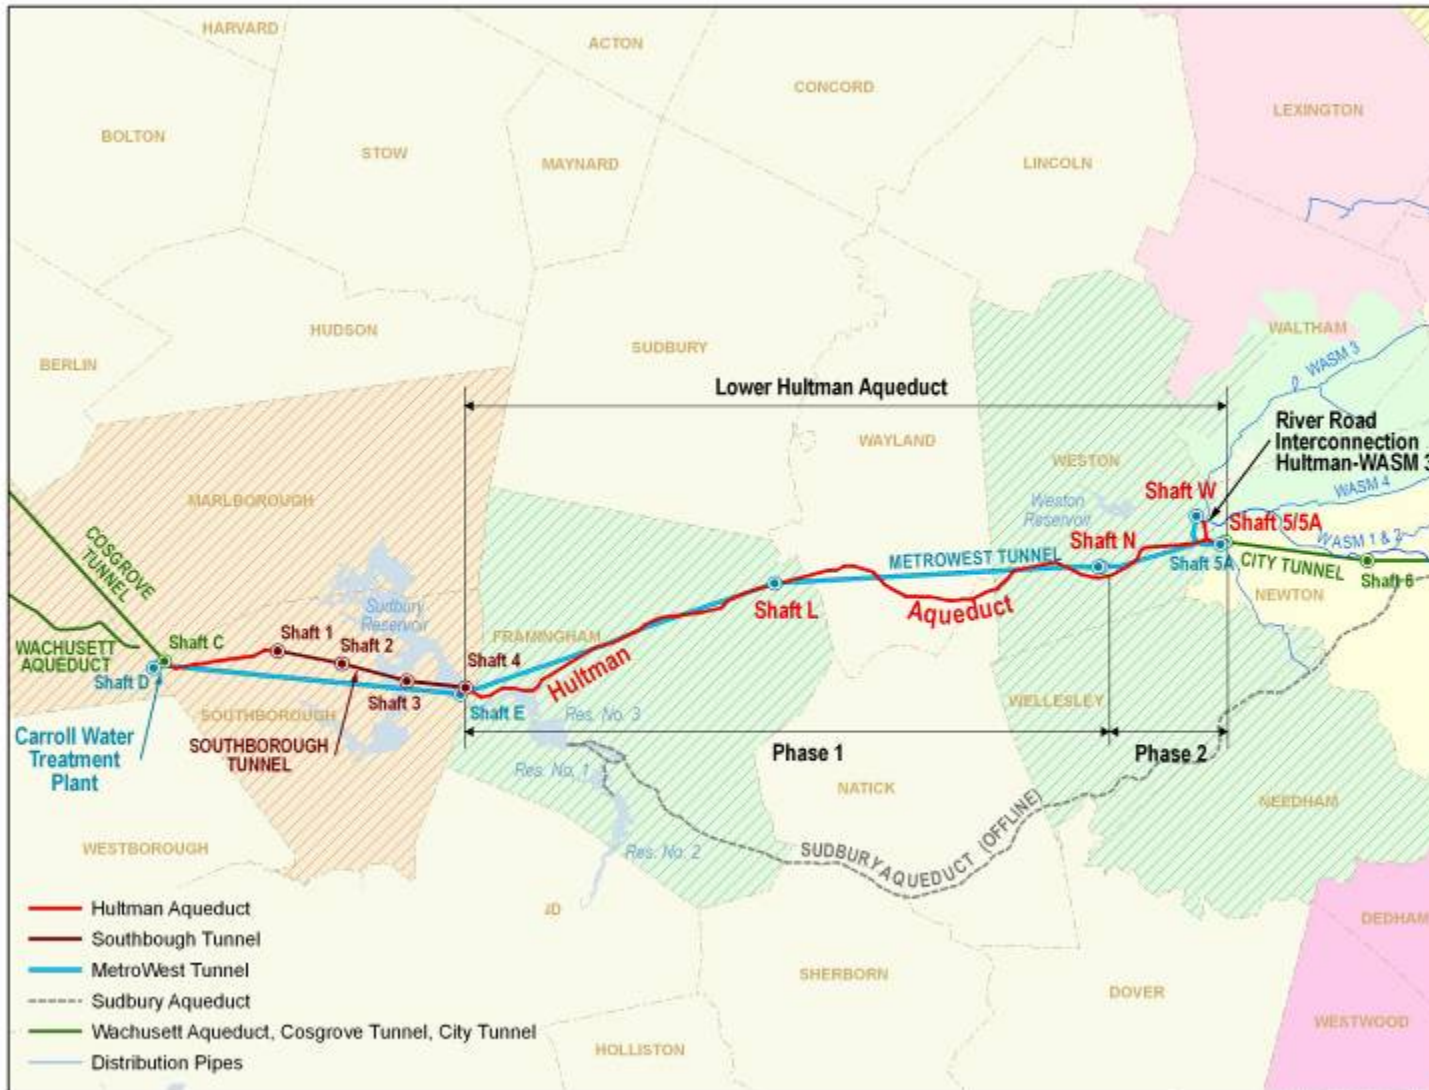 HARVARD
ACTON
CONCORD
LEXINGTON
BOLTON
STOW
MAYNARD
LINCOLN
HUDSON
SUDBURY
WALTHAM
BERLIN
WASM 3
Lower Hultman Aqueduct
WAYLAND
WESTON
River Road
Interconnection
Hultman-WASM 3
MARLBOROUGH
Weston
Reservoir
Shaft W
WASM 4
Shaft 5/5A
WASM 1 & 2
COSGROVE
TUNNEL
METROWEST TUNNEL
Shaft N
Shaft 5A
CITY TUNNEL
Shaft 6
NEWTON
Sudbury
Reservoir
Shaft L
Aqueduct
WACHUSETT
AQUEDUCT
Shaft C
Shaft 1
Shaft 2
FRAMINGHAM
Shaft D
Shaft 3
Shaft 4
Hultman
Shaft E
WELLESLEY
SOUTHBOROUGH
Res. No. 3
Carroll Water
Treatment
Plant
SOUTHBOROUGH
TUNNEL
Phase 1
Phase 2
Res. No. 1
NATICK
NEEDHAM
WESTBOROUGH
Res. No. 2
SUDBURY AQUEDUCT (OFFLINE)
Hultman Aqueduct
Southbough Tunnel
MetroWest Tunnel
Sudbury Aqueduct
Wachusett Aqueduct, Cosgrove Tunnel, City Tunnel
Distribution Pipes
DEDHAM
SHERBORN
DOVER
WESTWOOD
HOLLISTON